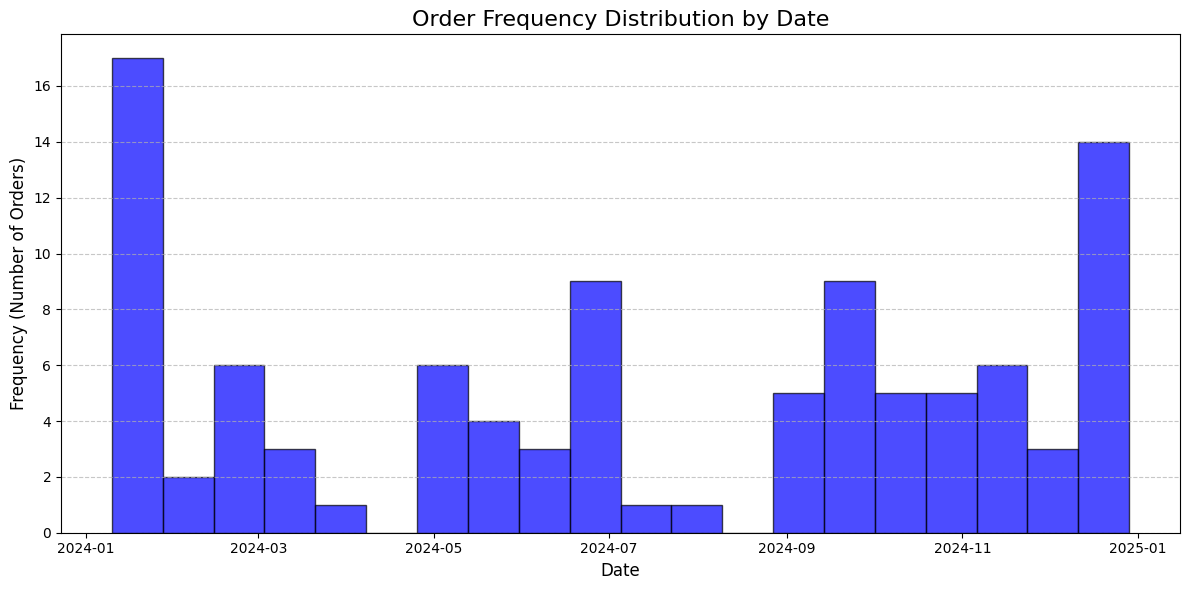 Order Frequency Distribution by Date
Frequency (Number of Orders)
16
14
12
10
8
6
4
2
0
2024-01 2024-03 2024-05 2024-07 2024-09 2024-11 2025-01
Date